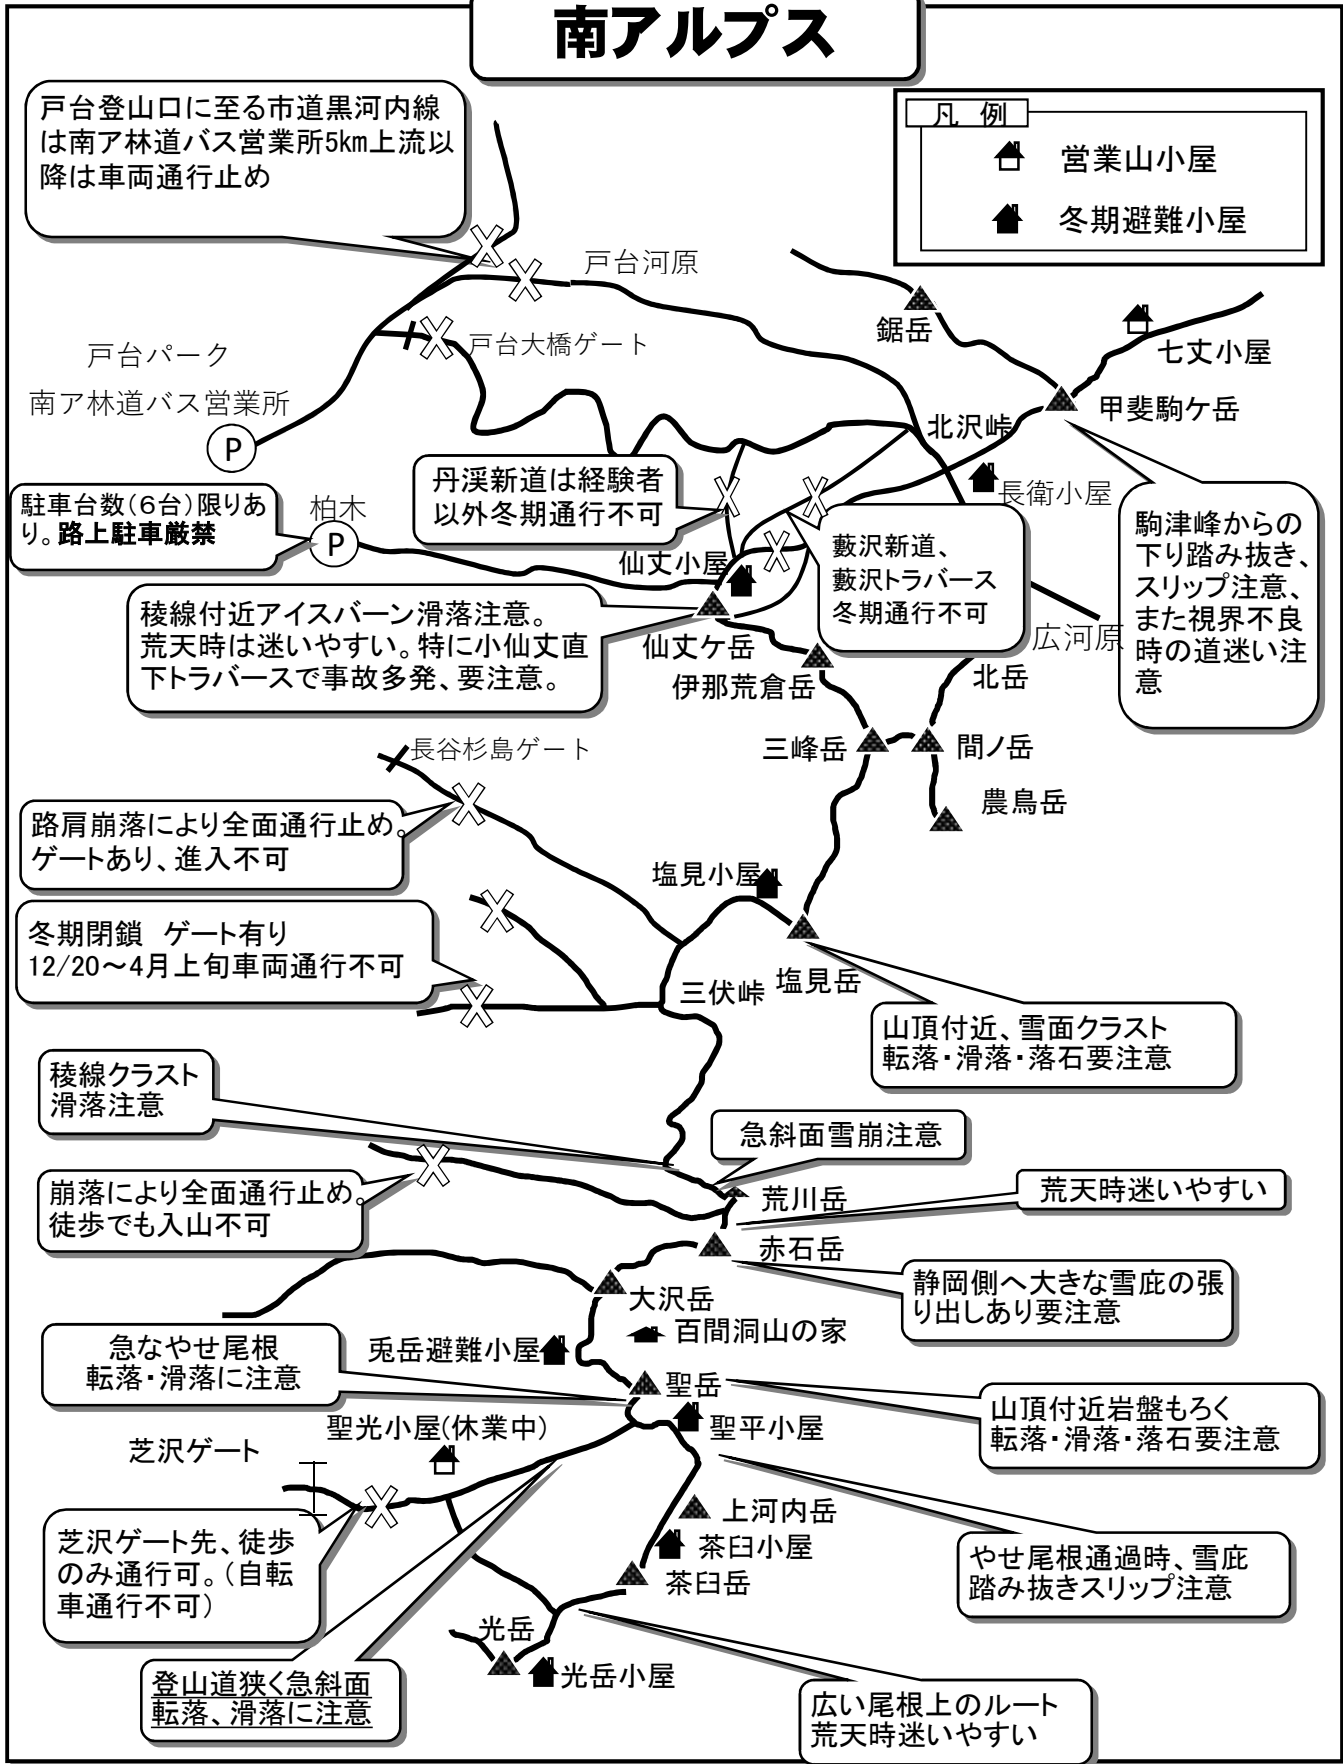 南アルプス
戸台登山口に至る市道黒河内線
は南ア林道バス営業所5km上流以
降は車両通行止め
凡 例
営業山小屋
冬期避難小屋
戸台河原
鋸岳
七丈小屋
戸台大橋ゲート
戸台パーク
南ア林道バス営業所
P
甲斐駒ケ岳
北沢峠
長衛小屋
丹渓新道は経験者
以外冬期通行不可
駐車台数(6台)限りあ
り。路上駐車厳禁
柏木
P
仙丈小屋
藪沢新道、
藪沢トラバース
冬期通行不可
駒津峰からの
下り踏み抜き、
スリップ注意、
また視界不良
時の道迷い注
意
稜線付近アイスバーン滑落注意。
荒天時は迷いやすい。特に小仙丈直
下トラバースで事故多発、要注意。
仙丈ケ岳
広河原
伊那荒倉岳
北岳
三峰岳
間ノ岳
農鳥岳
長谷杉島ゲート
路肩崩落により全面通行止め。
ゲートあり、進入不可
塩見小屋
冬期閉鎖 ゲート有り
12/20~4月上旬車両通行不可
三伏峠
塩見岳
山頂付近、雪面クラスト
転落・滑落・落石要注意
稜線クラスト
滑落注意
急斜面雪崩注意
崩落により全面通行止め。
徒歩でも入山不可
荒川岳
荒天時迷いやすい
赤石岳
静岡側へ大きな雪庇の張
り出しあり要注意
大沢岳
百間洞山の家
急なやせ尾根
転落・滑落に注意
兎岳避難小屋
聖岳
山頂付近岩盤もろく
転落・滑落・落石要注意
聖光小屋(休業中)
聖平小屋
芝沢ゲート
芝沢ゲート先、徒歩
のみ通行可。(自転
車通行不可)
上河内岳
茶臼小屋
茶臼岳
やせ尾根通過時、雪庇
踏み抜きスリップ注意
光岳
光岳小屋
登山道狭く急斜面
転落、滑落に注意
広い尾根上のルート
荒天時迷いやすい